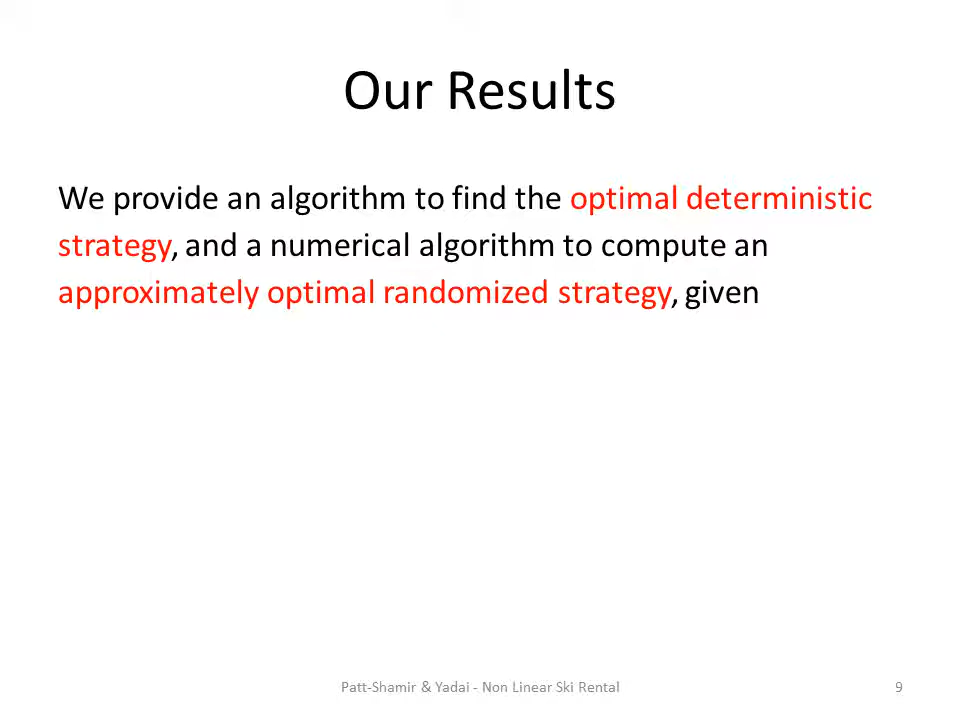 Our Results
We provide an algorithm to find the optimal deterministic
strategy, and a numerical algorithm to compute an
approximately optimal randomized strategy, given
Patt-Shamir & Yadai - Non Linear Ski Rental
9